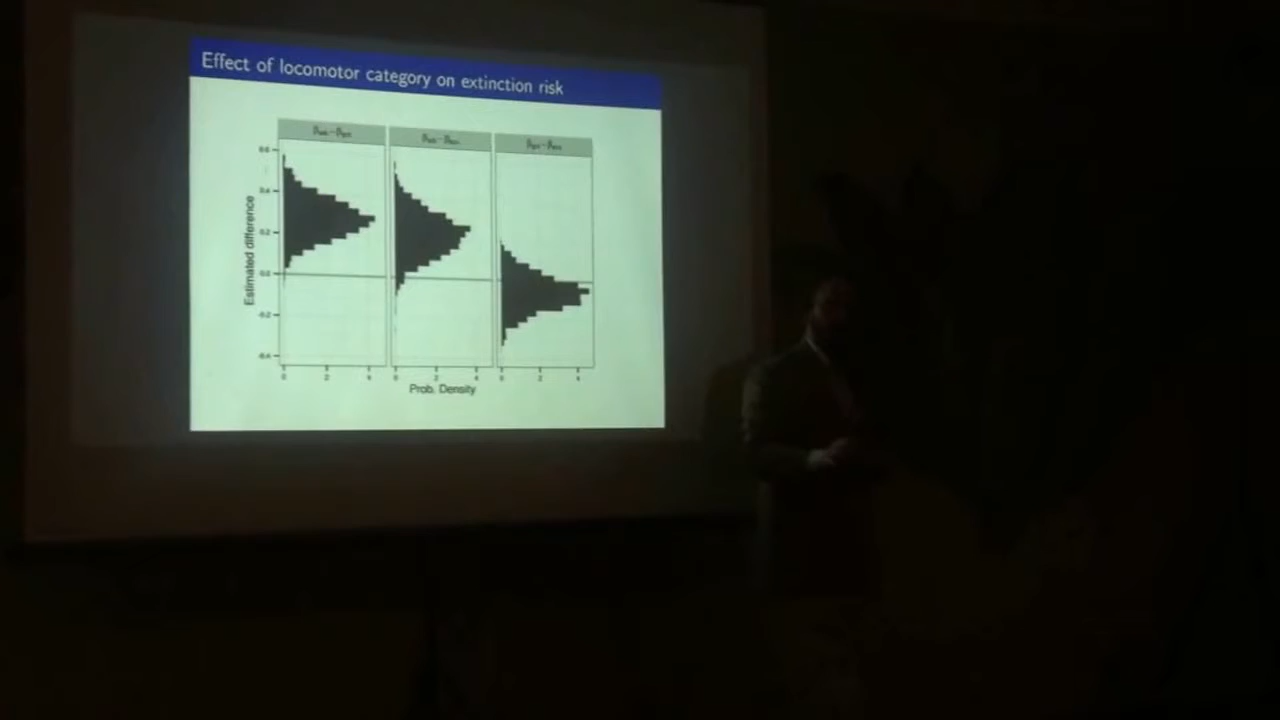 Effect of locomotor category on extinction risk
0.6
0.4
0.2
0.0
-0.2
-0.4
Estimated difference
0 2 4 0 2 4 0 2 4
Prob. Density